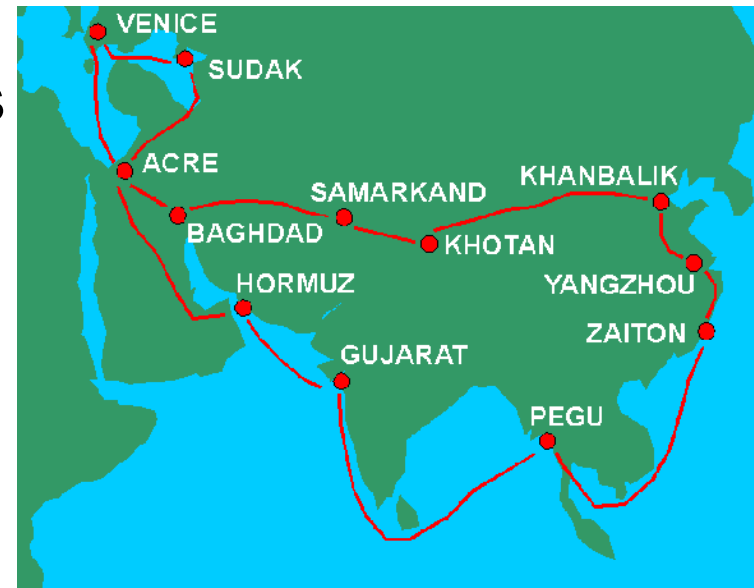 VENICE
SUDAK
S
ACRE
SAMARKAND
KHANBALIK
BAGHDAD
KHOTAN
YANGZHOU
HORMUZ
ZAITON
GUJARAT
PEGU